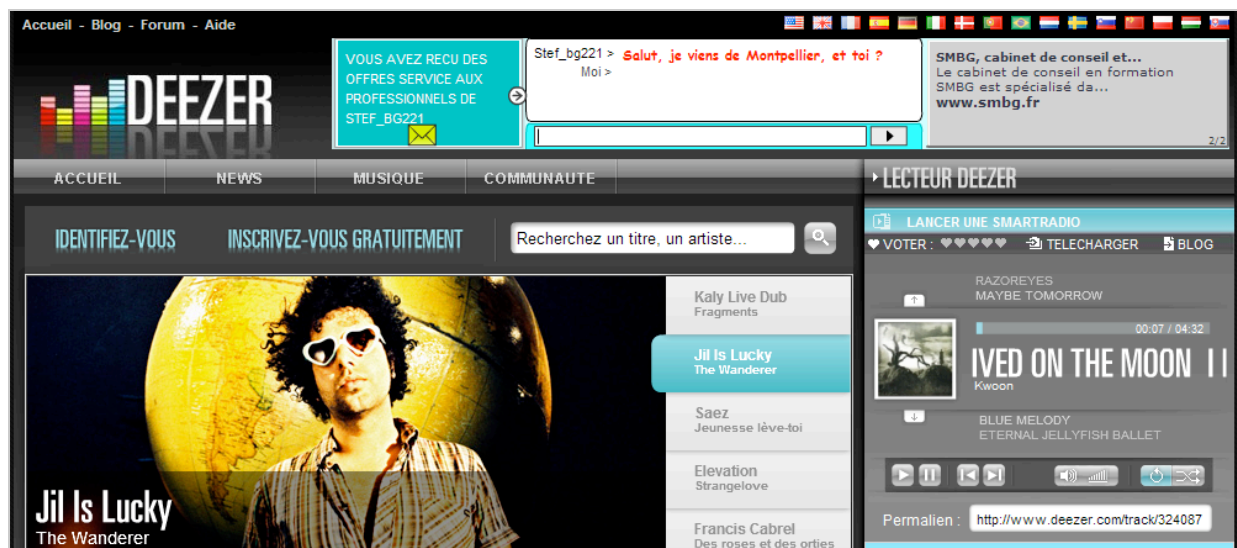 Accueil - Blog - Forum - Aide
DEEZER
VOUS AVEZ RECU DES
OFFRES SERVICE AUX
PROFESSIONNELS DE
STEF_BG221
Stef_bg221 > Salut, je viens de Montpellier, et toi ?
Moi >
SMBG, cabinet de conseil et...
Le cabinet de conseil en formation
SMBG est spécialisé da...
www.smbg.fr
2/2
ACCUEIL NEWS MUSIQUE COMMUNAUTE
LECTEUR DEEZER
IDENTIFIEZ-VOUS INSCRIVEZ-VOUS GRATUITEMENT
Recherchez un titre, un artiste...
Jil Is Lucky
The Wanderer
Kaly Live Dub
Fragments
Jil Is Lucky
The Wanderer
Saez
Jeunesse lève-toi
Elevation
Strangelove
Francis Cabrel
Des roses et des orties
LANCER UNE SMARTRADIO
VOTER : TELECHARGER BLOG
RAZOREYES
MAYBE TOMORROW
00:07 / 04:32
IVED ON THE MOON I I
Kwoon
BLUE MELODY
ETERNAL JELLYFISH BALLET
Permalien : http://www.deezer.com/track/324087